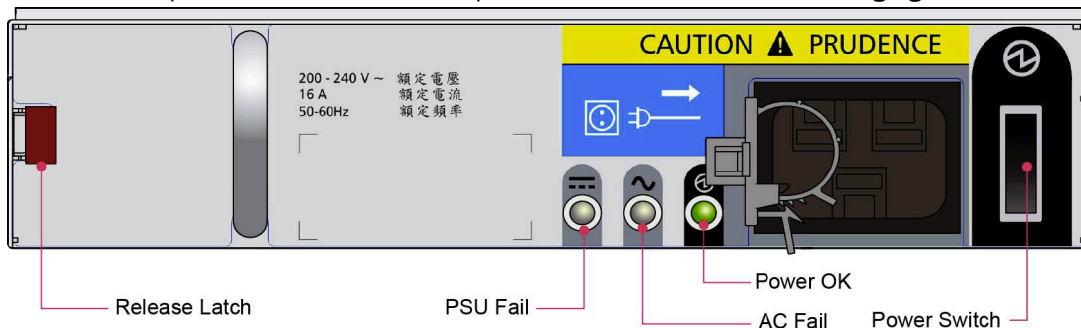 CAUTION PRUDENCE
200 - 240 V ~ 額定電壓
16 A 額定電流
50-60Hz 額定頻率
Release Latch
PSU Fail
Power OK
AC Fail
Power Switch